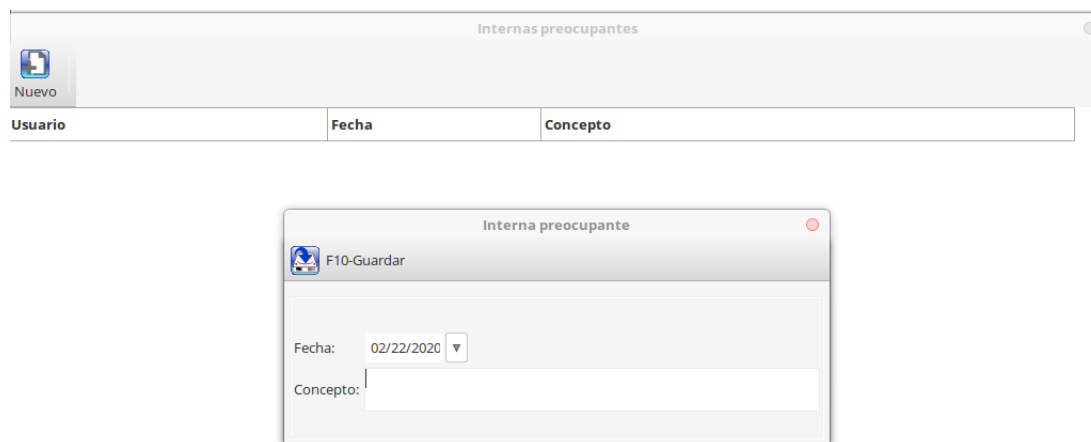 Internas preocupantes
Nuevo
Usuario Fecha Concepto
Interna preocupante
F10-Guardar
Fecha: 02/22/2020
Concepto: